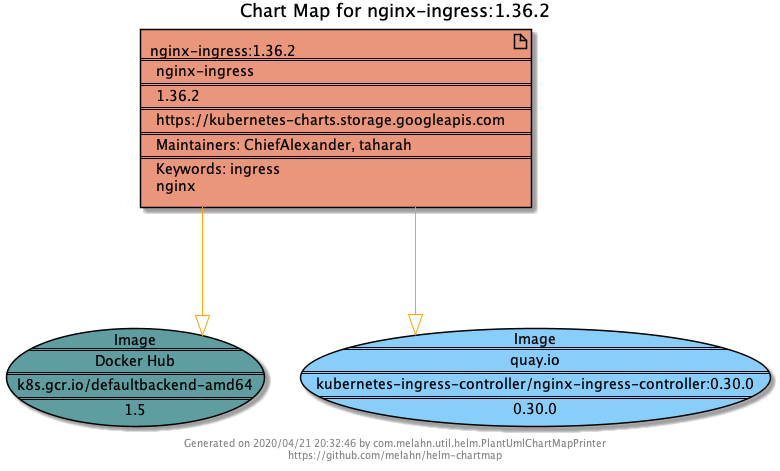 Chart Map for nginx-ingress:1.36.2
nginx-ingress:1.36.2
nginx-ingress
1.36.2
https://kubernetes-charts.storage.googleapis.com
Maintainers: ChiefAlexander, taharah
Keywords: ingress
nginx
Image
Docker Hub
k8s.gcr.io/defaultbackend-amd64
1.5
Image
quay.io
kubernetes-ingress-controller/nginx-ingress-controller:0.30.0
0.30.0
Generated on 2020/04/21 20:32:46 by com.melahn.util.helm.PlantUmlChartMapPrinter
https://github.com/melahn/helm-chartmap